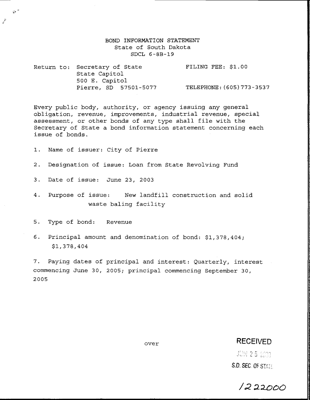 BOND INFORMATION STATEMENT
State of South Dakota
SDCL 6-8B-19
Return to: Secretary of State FILING FEE: $1.00
State Capitol
500 E. Capitol
Pierre, SD 57501-5077 TELEPHONE:(605)773-3537
Every public body, authority, or agency issuing any general
obligation, revenue, improvements, industrial revenue, special
assessment, or other bonds of any type shall file with the
Secretary of State a bond information statement concerning each
issue of bonds.
1. Name of issuer: City of Pierre
2. Designation of issue: Loan from State Revolving Fund
3. Date of issue: June 23, 2003
4. Purpose of issue: New landfill construction and solid
waste baling facility
5. Type of bond: Revenue
6. Principal amount and denomination of bond: $1,378,404;
$1,378,404
7. Paying dates of principal and interest: Quarterly, interest
commencing June 30, 2005; principal commencing September 30,
2005
over
RECEIVED
S.D. SEC OF STATE
1222000